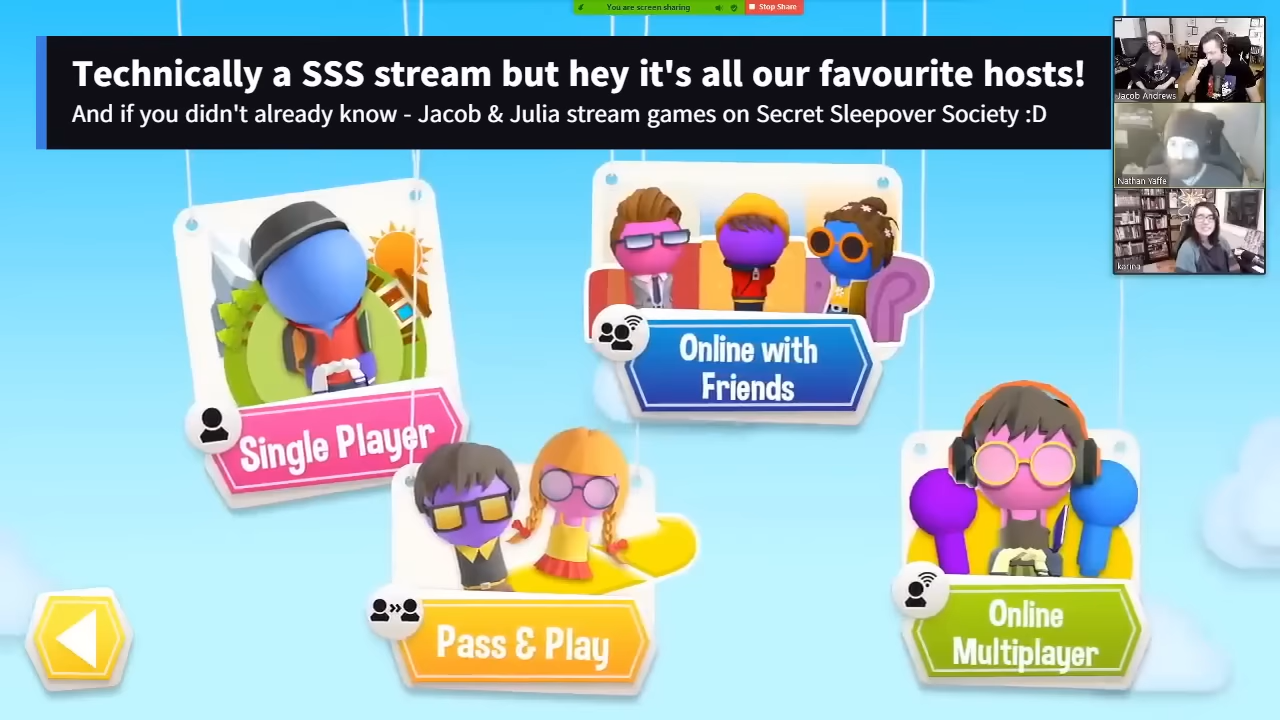 You are screen sharing
Stop Share
Technically a SSS stream but hey it's all our favourite hosts!
And if you didn't already know - Jacob & Julia stream games on Secret Sleepover Society :D
Jacob Andrews
Nathan Yaffe
karina
Online with
Friends
Single Player
Pass & Play
Online
Multiplayer